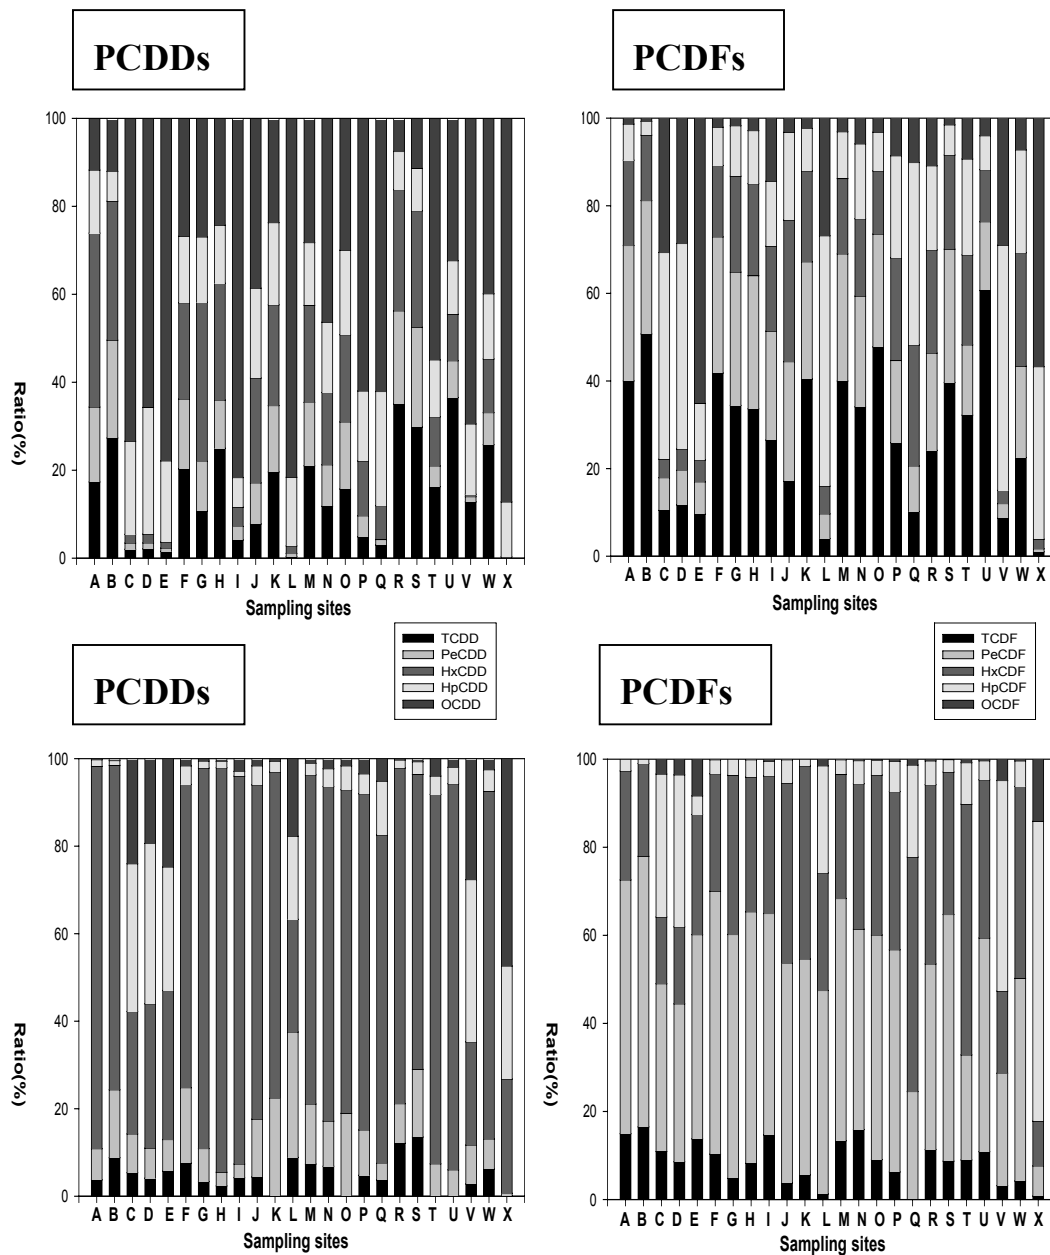 PCDDs
PCDFs
100
80
60
40
20
0
Ratio(%)
A B C D E F G H I J K L M N O P Q R S T U V W X
Sampling sites
100
80
60
40
20
0
A B C D E F G H I J K L M N O P Q R S T U V W X
Sampling sites
PCDDs
TCDD
PeCDD
HxCDD
HpCDD
OCDD
PCDFs
TCDF
PeCDF
HxCDF
HpCDF
OCDF
100
80
60
40
20
0
Ratio(%)
A B C D E F G H I J K L M N O P Q R S T U V W X
Sampling sites
100
80
60
40
20
0
Ratio(%)
A B C D E F G H I J K L M N O P Q R S T U V W X
Sampling sites